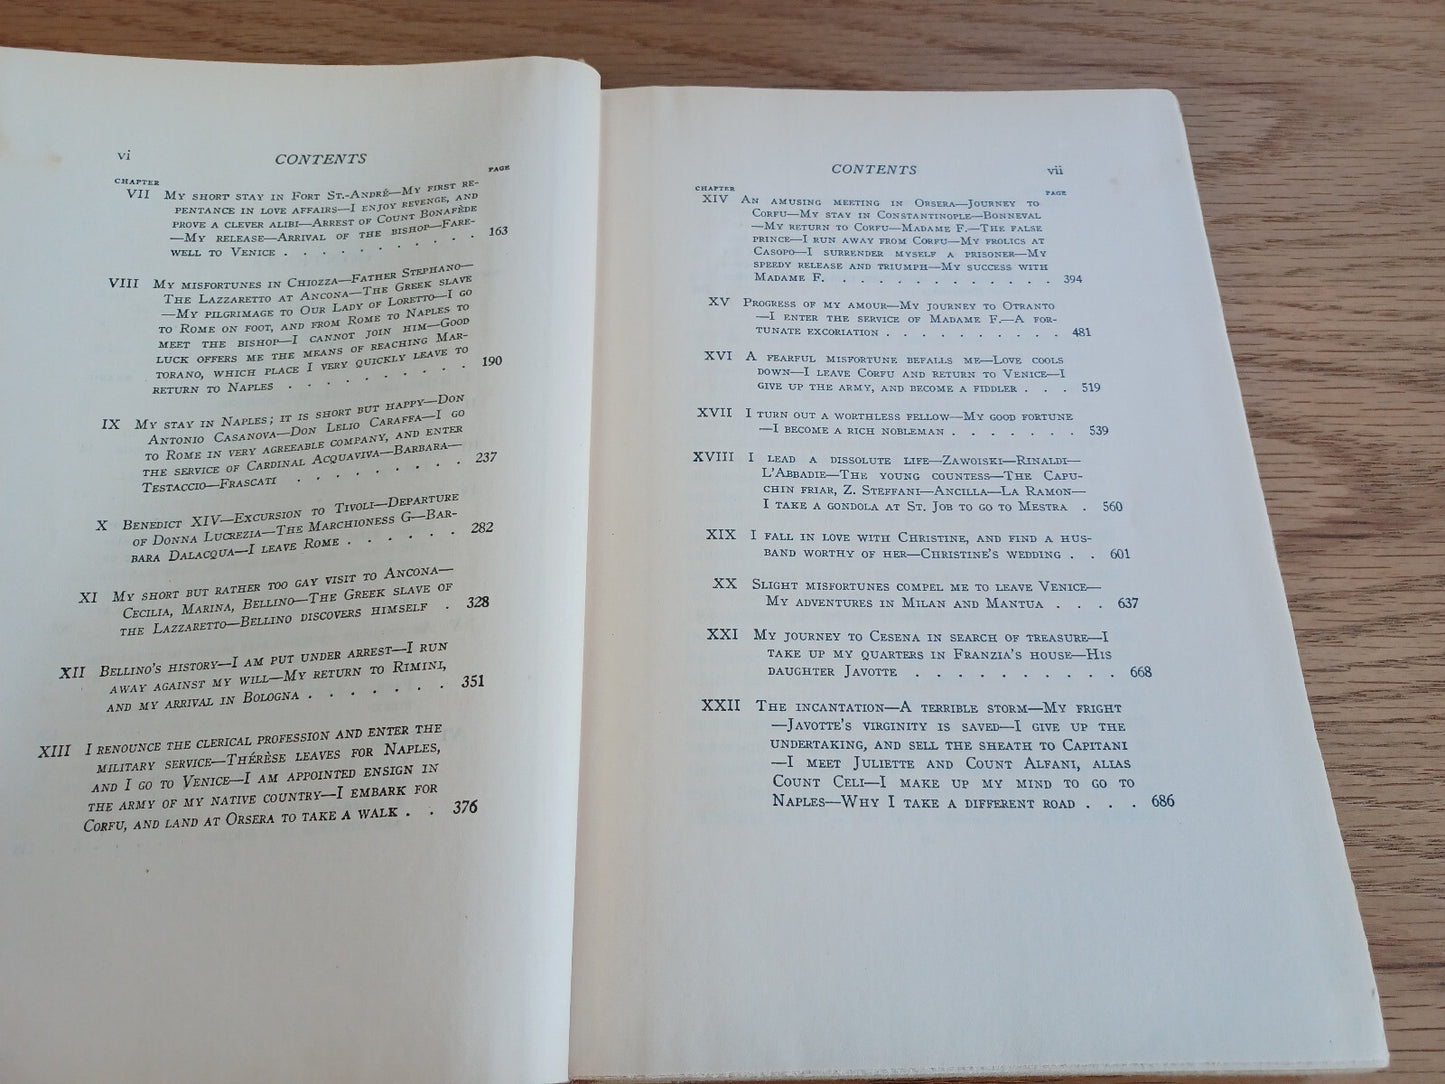 vi
CONTENTS
CHAPTER
PAGE
VII My short stay in Fort St.-André—My first re-
pentance in love affairs—I enjoy revenge, and
prove a clever alibi—Arrest of Count Bonafède
—My release—Arrival of the bishop—Fare-
well to Venice . . . . . . . . . 163
VIII My misfortunes in Chiozza—Father Stephano—
The Lazzaretto at Ancona—The Greek slave
—My pilgrimage to Our Lady of Loretto—I go
to Rome on foot, and from Rome to Naples to
meet the bishop—I cannot join him—Good
luck offers me the means of reaching Mar-
torano, which place I very quickly leave to
return to Naples . . . . . . . . . . 190
IX My stay in Naples; it is short but happy—Don
Antonio Casanova—Don Lelio Caraffa—I go
to Rome in very agreeable company, and enter
the service of Cardinal Acquaviva—Barbara—
Testaccio—Frascati . . . . . . . . 237
X Benedict XIV—Excursion to Tivoli—Departure
of Donna Lucrezia—The Marchioness G—Bar-
bara Dalacqua—I leave Rome . . . . . . 282
XI My short but rather too gay visit to Ancona—
Cecilia, Marina, Bellino—The Greek slave of
the Lazzaretto—Bellino discovers himself . 328
XII Bellino's history—I am put under arrest—I run
away against my will—My return to Rimini,
and my arrival in Bologna . . . . . . . 351
XIII I renounce the clerical profession and enter the
military service—Thérèse leaves for Naples,
and I go to Venice—I am appointed ensign in
the army of my native country—I embark for
Corfu, and land at Orsera to take a walk . . 376
CONTENTS
vii
CHAPTER
PAGE
XIV An amusing meeting in Orsera—Journey to
Corfu—My stay in Constantinople—Bonneval
—My return to Corfu—Madame F.—The false
prince—I run away from Corfu—My frolics at
Casopo—I surrender myself a prisoner—My
speedy release and triumph—My success with
Madame F. . . . . . . . . . . . . 394
XV Progress of my amour—My journey to Otranto
—I enter the service of Madame F.—A for-
tunate excoriation . . . . . . . . . . 481
XVI A fearful misfortune befalls me—Love cools
down—I leave Corfu and return to Venice—I
give up the army, and become a fiddler . . . 519
XVII I turn out a worthless fellow—My good fortune
—I become a rich nobleman . . . . . . . 539
XVIII I lead a dissolute life—Zawoiski—Rinaldi—
L'Abbadie—The young countess—The Capu-
chin friar, Z. Steffani—Ancilla—La Ramon—
I take a gondola at St. Job to go to Mestra . 560
XIX I fall in love with Christine, and find a hus-
band worthy of her—Christine's wedding . . 601
XX Slight misfortunes compel me to leave Venice—
My adventures in Milan and Mantua . . . 637
XXI My journey to Cesena in search of treasure—I
take up my quarters in Franzia's house—His
daughter Javotte . . . . . . . . . . 668
XXII The incantation—A terrible storm—My fright
—Javotte's virginity is saved—I give up the
undertaking, and sell the sheath to Capitani
—I meet Juliette and Count Alfani, alias
Count Celi—I make up my mind to go to
Naples—Why I take a different road . . . 686